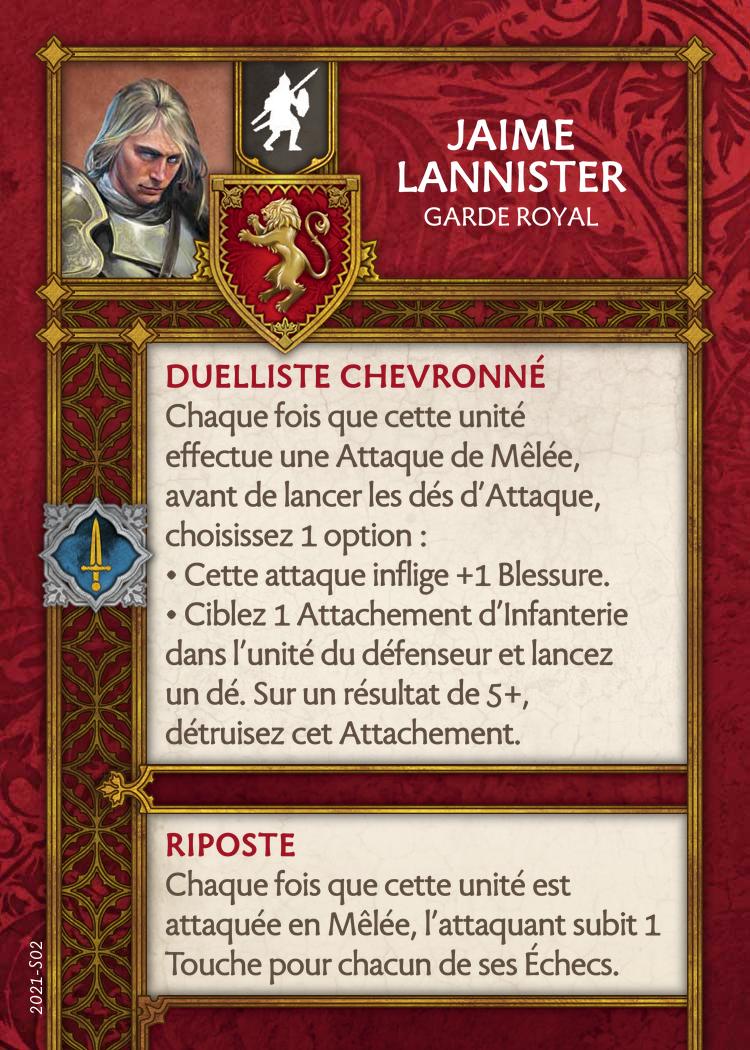 JAIME
LANNISTER
GARDE ROYAL
DUELLISTE CHEVRONNÉ
Chaque fois que cette unité
effectue une Attaque de Mêlée,
avant de lancer les dés d'Attaque,
choisissez 1 option :
• Cette attaque inflige +1 Blessure.
• Ciblez 1 Attachement d'Infanterie
dans l'unité du défenseur et lancez
un dé. Sur un résultat de 5+,
détruisez cet Attachement.
RIPOSTE
Chaque fois que cette unité est
attaquée en Mêlée, l'attaquant subit 1
Touche pour chacun de ses Échecs.
2021-S02